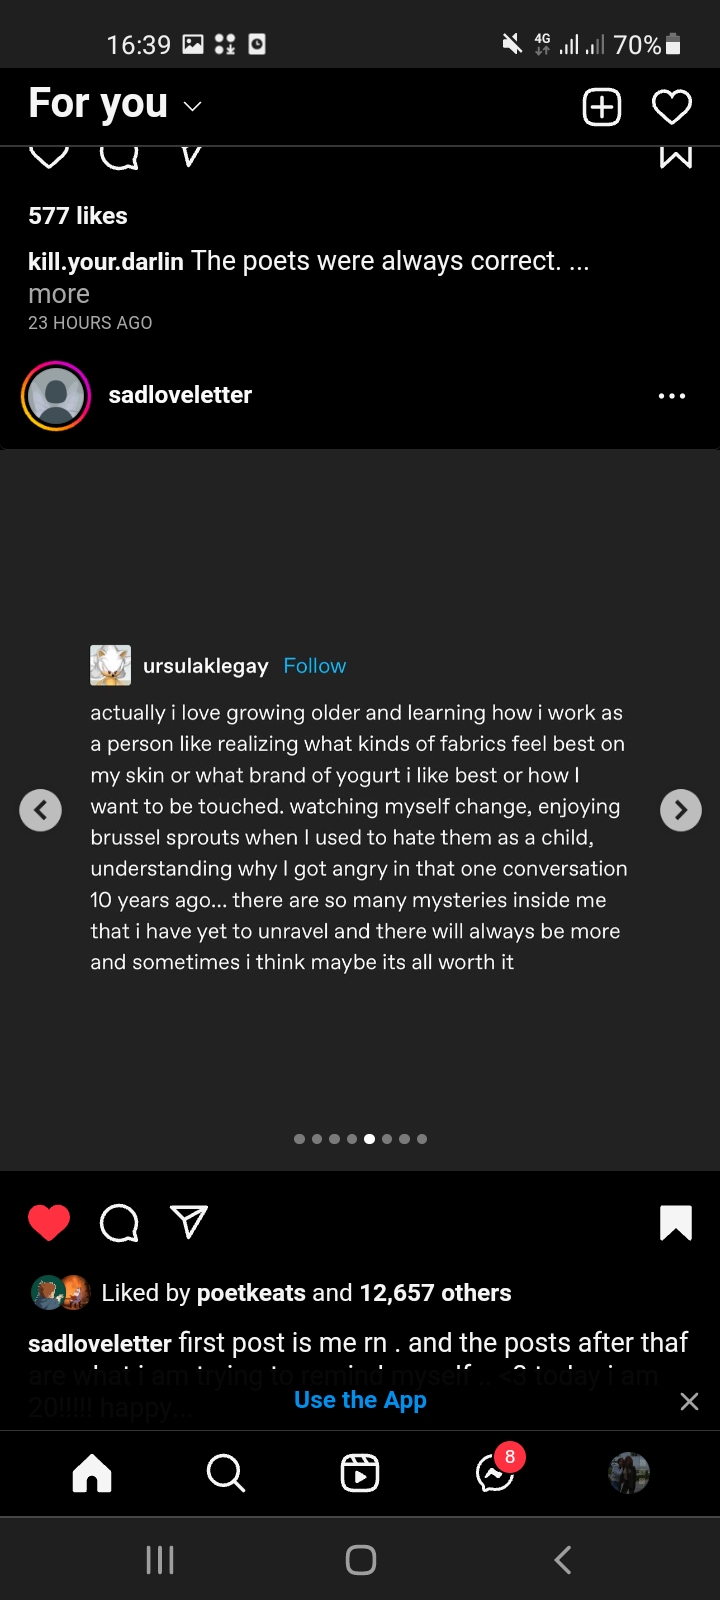 16:39
4G
70%
For you
577 likes
kill.your.darlin The poets were always correct. ...
more
23 HOURS AGO
sadloveletter
ursulaklegay Follow
actually i love growing older and learning how i work as
a person like realizing what kinds of fabrics feel best on
my skin or what brand of yogurt i like best or how I
want to be touched. watching myself change, enjoying
brussel sprouts when I used to hate them as a child,
understanding why I got angry in that one conversation
10 years ago... there are so many mysteries inside me
that i have yet to unravel and there will always be more
and sometimes i think maybe its all worth it
Liked by poetkeats and 12,657 others
sadloveletter first post is me rn . and the posts after thaf
are what i am trying to remind myself .. <3 today i am
20!!!!! happy...
Use the App
8